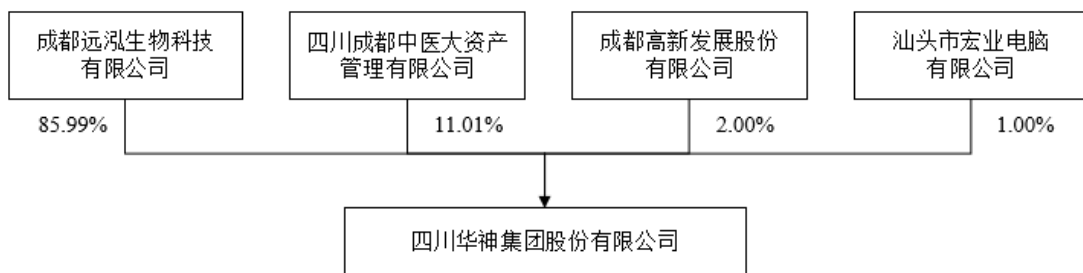 成都远泓生物科技
有限公司
四川成都中医大资产
管理有限公司
成都高新发展股份
有限公司
汕头市宏业电脑
有限公司
85.99%
11.01%
2.00%
1.00%
四川华神集团股份有限公司